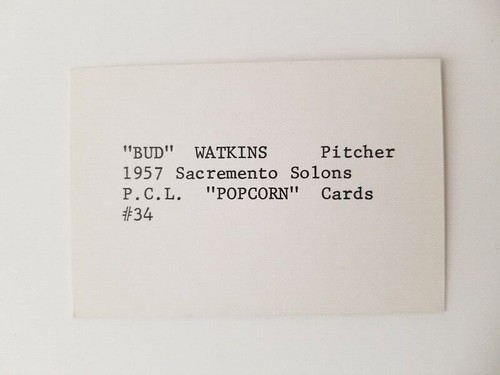 "BUD" WATKINS Pitcher
1957 Sacremento Solons
P.C.L. "POPCORN" Cards
#34